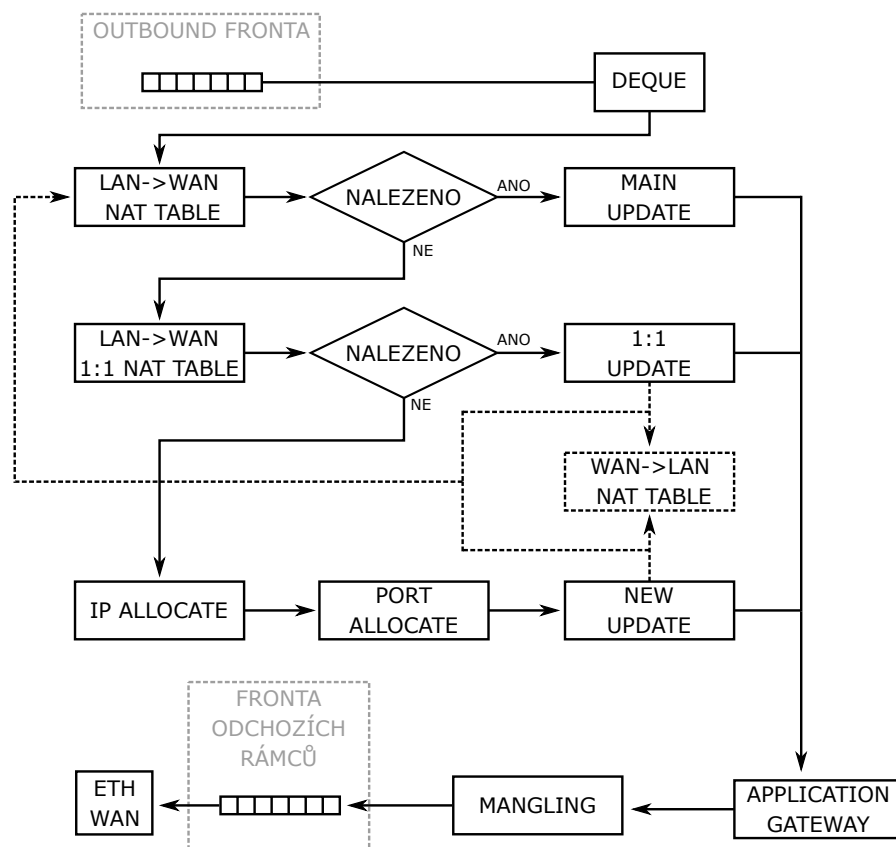 OUTBOUND FRONTA
DEQUE
LAN->WAN
NAT TABLE
NALEZENO
ANO
MAIN
UPDATE
NE
LAN->WAN
1:1 NAT TABLE
NALEZENO
ANO
1:1
UPDATE
NE
WAN->LAN
NAT TABLE
IP ALLOCATE
PORT
ALLOCATE
NEW
UPDATE
FRONTA
ODCHOZÍCH
RÁMCŮ
ETH
WAN
MANGLING
APPLICATION
GATEWAY